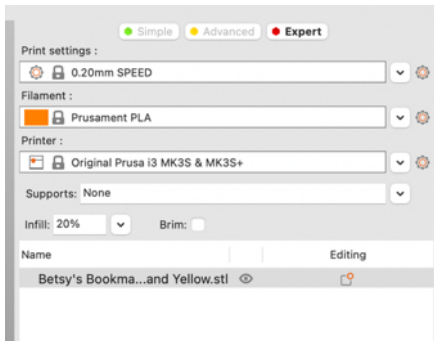 Simple Advanced Expert
Print settings :
0.20mm SPEED
Filament :
Prusament PLA
Printer :
Original Prusa i3 MK3S & MK3S+
Supports: None
Infill: 20% Brim:
Name Editing
Betsy's Bookma...and Yellow.stl